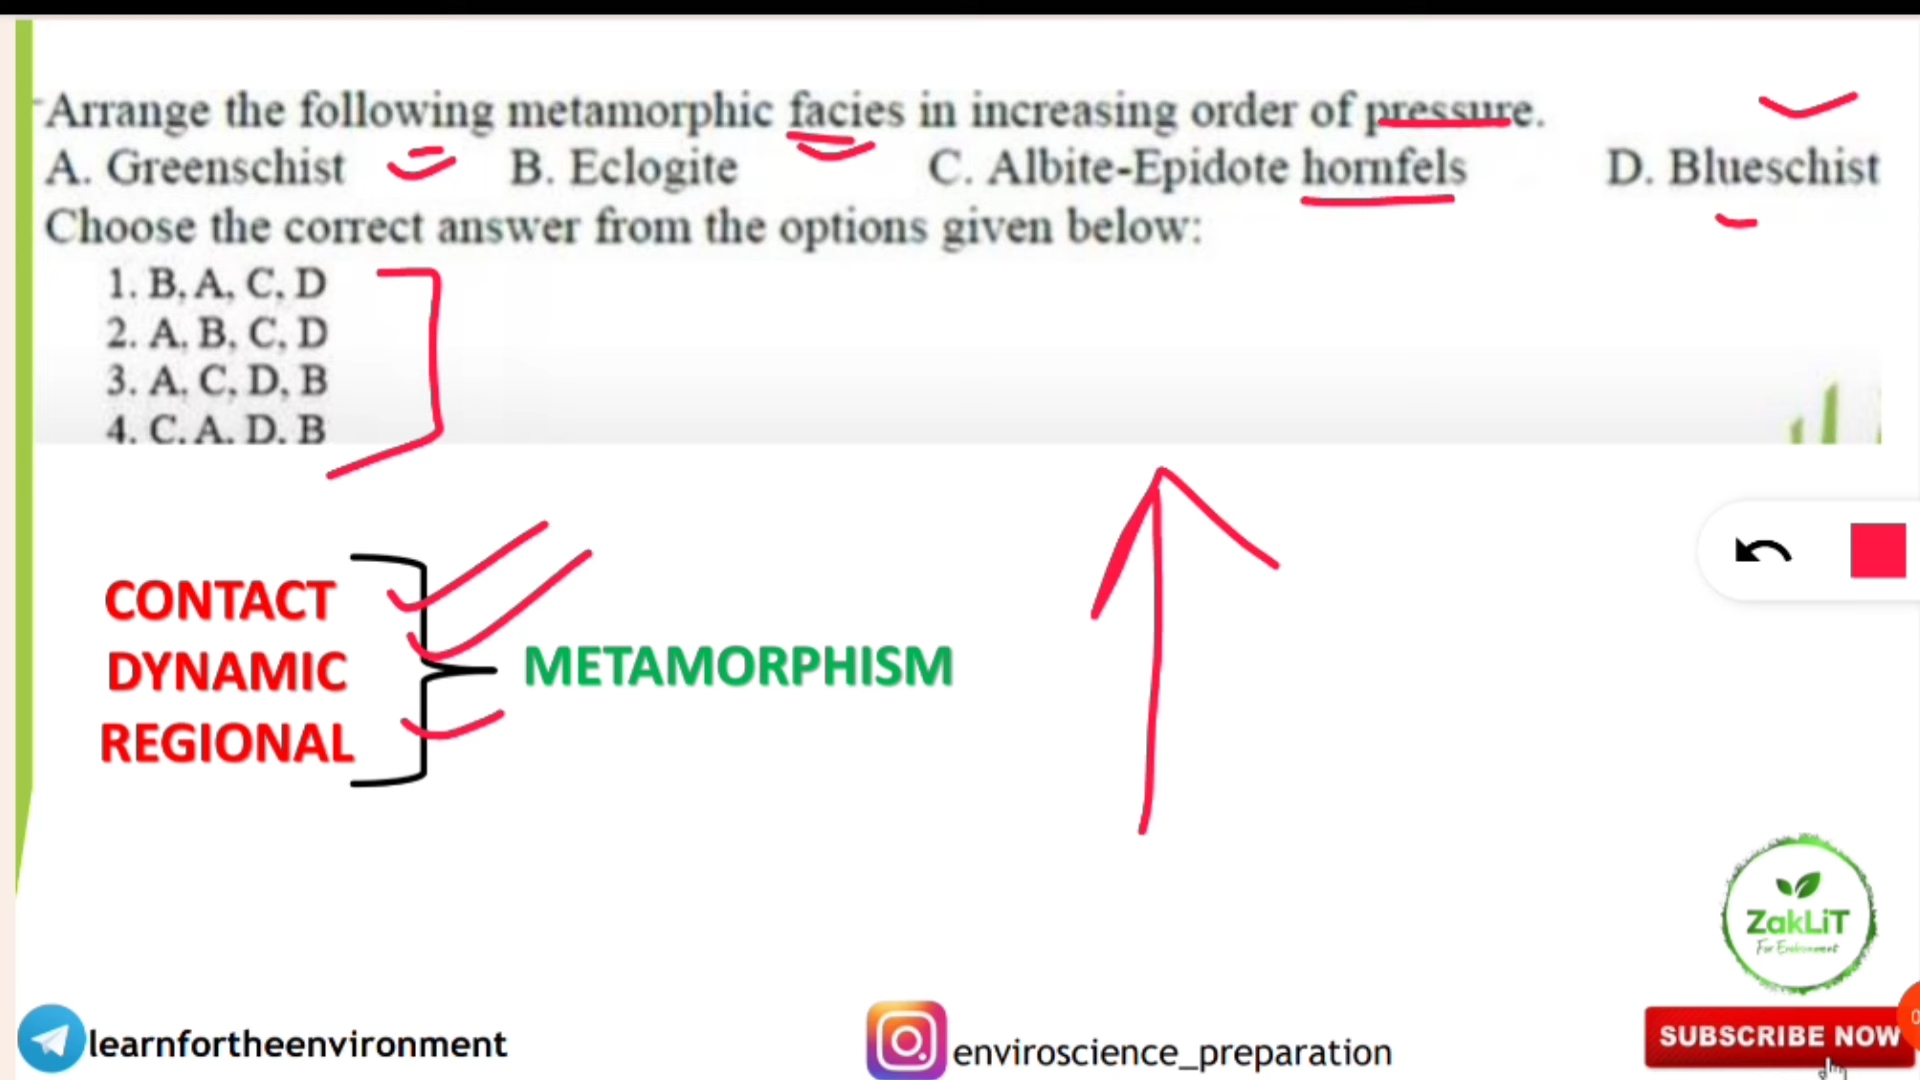 Arrange the following metamorphic facies in increasing order of pressure.
A. Greenschist B. Eclogite C. Albite-Epidote hornfels D. Blueschist
Choose the correct answer from the options given below:
1. B, A, C, D
2. A, B, C, D
3. A, C, D, B
4. C, A, D, B
CONTACT
DYNAMIC
REGIONAL
METAMORPHISM
ZakLiT
For Environment
learnfortheenvironment
enviroscience_preparation
SUBSCRIBE NOW